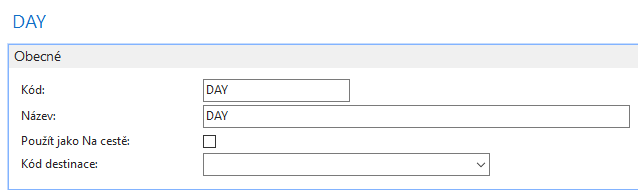 DAY
Obecné
Kód: DAY
Název: DAY
Použít jako Na cestě:
Kód destinace: